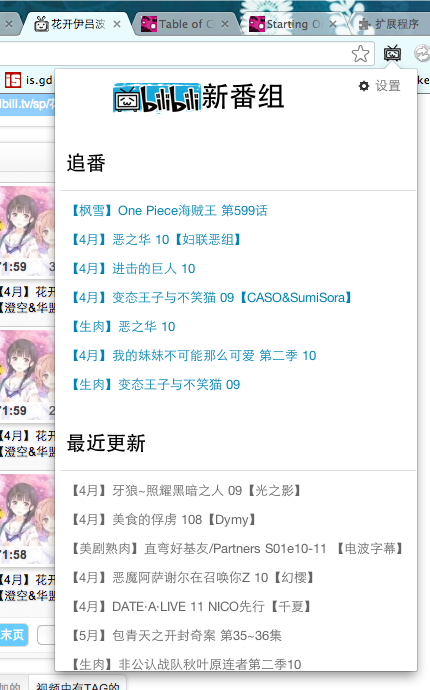 花开伊吕波
Table of C
Starting O
扩展程序
is.gd
ke
ibili.tv/sp/花
bilibili新番组
设置
追番
【枫雪】One Piece海贼王 第599话
【4月】恶之华 10【妇联恶组】
【4月】进击的巨人 10
【4月】变态王子与不笑猫 09【CASO&SumiSora】
【生肉】恶之华 10
【4月】我的妹妹不可能那么可爱 第二季 10
【生肉】变态王子与不笑猫 09
最近更新
【4月】牙狼~照耀黑暗之人 09【光之影】
【4月】美食的俘虏 108【Dymy】
【美剧熟肉】直弯好基友/Partners S01e10-11 【电波字幕】
【4月】恶魔阿萨谢尔在召唤你Z 10【幻樱】
【4月】DATE·A·LIVE 11 NICO先行【千夏】
【5月】包青天之开封奇案 第35~36集
【生肉】非公认战队秋叶原连者第二季10
71:59
【4月】花开
【澄空&华盟
71:59
【4月】花开
【澄空&华盟
71:58
【4月】花开
【澄空&华盟
末页
视频中有TAG的